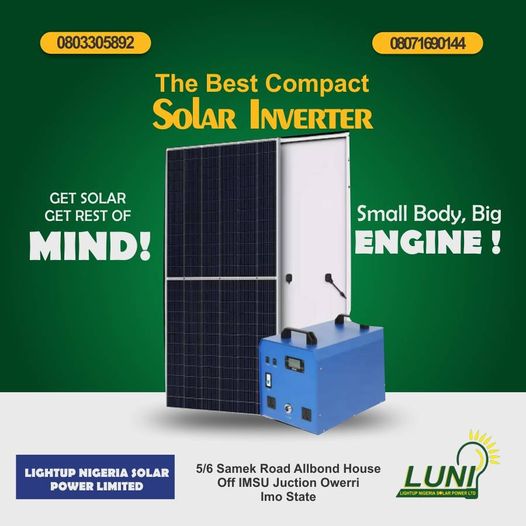 0803305892
08071690144
The Best Compact
SOLAR INVERTER
GET SOLAR
GET REST OF
MIND!
Small Body, Big
ENGINE !
LIGHTUP NIGERIA SOLAR
POWER LIMITED
5/6 Samek Road Allbond House
Off IMSU Juction Owerri
Imo State
LUNI
LIGHTUP NIGERIA SOLAR POWER LTD